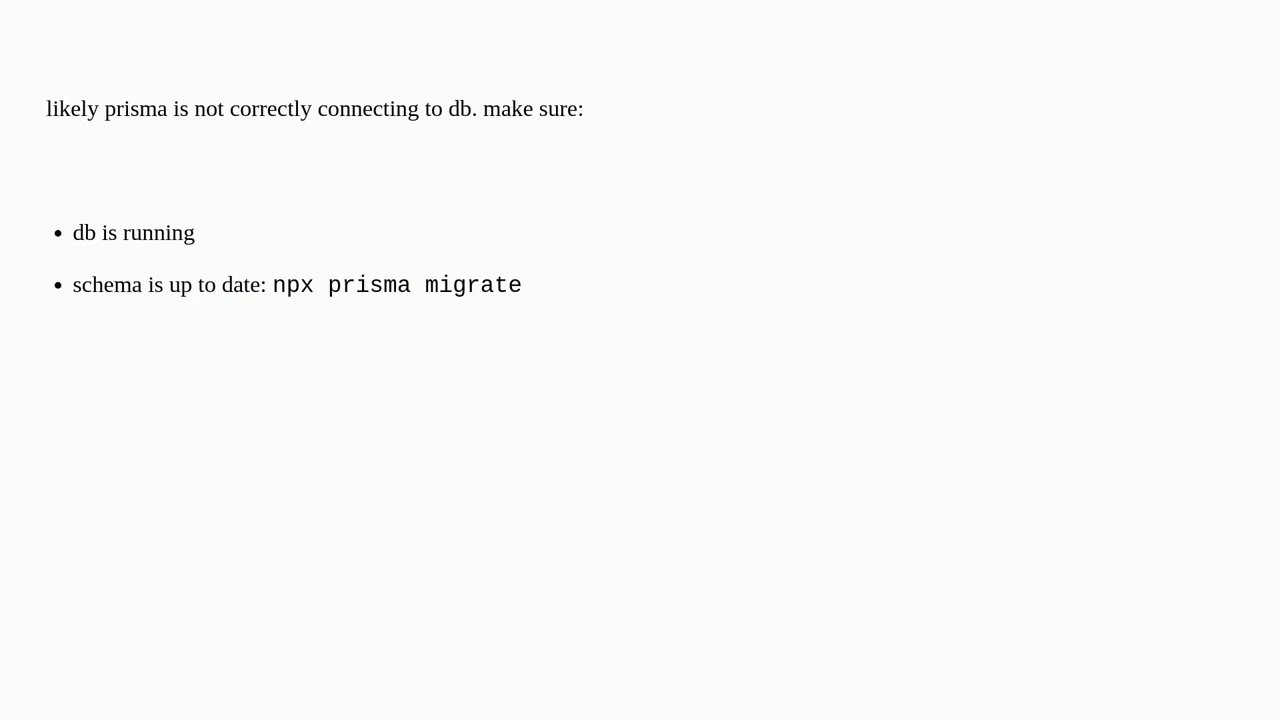 likely prisma is not correctly connecting to db. make sure:
• db is running
• schema is up to date: npx prisma migrate